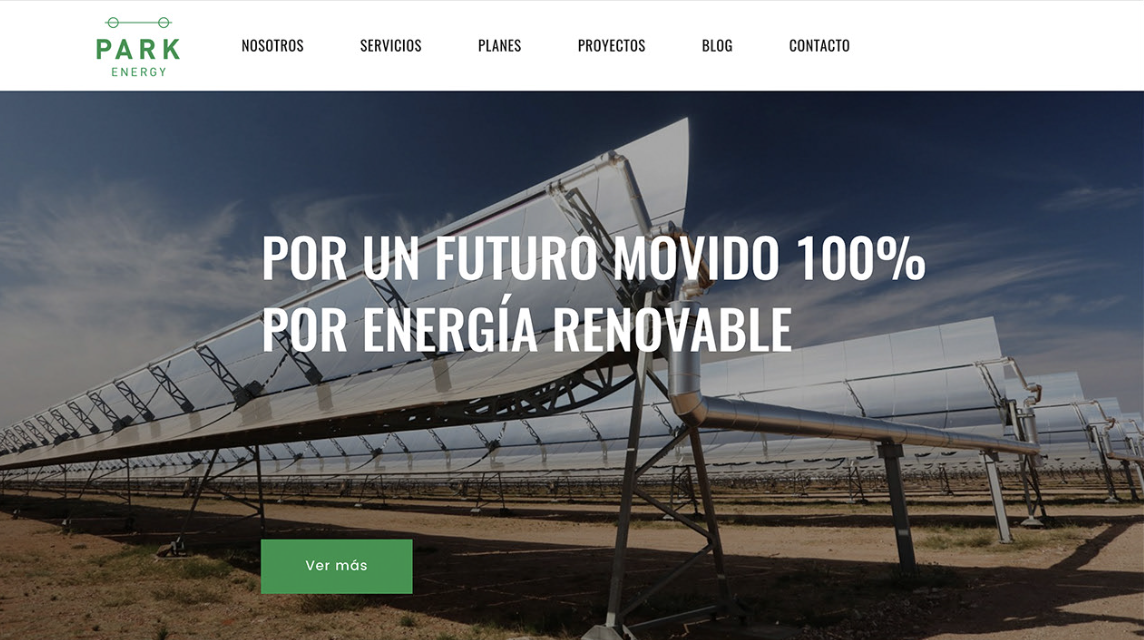 PARK
ENERGY
NOSOTROS SERVICIOS PLANES PROYECTOS BLOG CONTACTO
POR UN FUTURO MOVIDO 100%
POR ENERGÍA RENOVABLE
Ver más